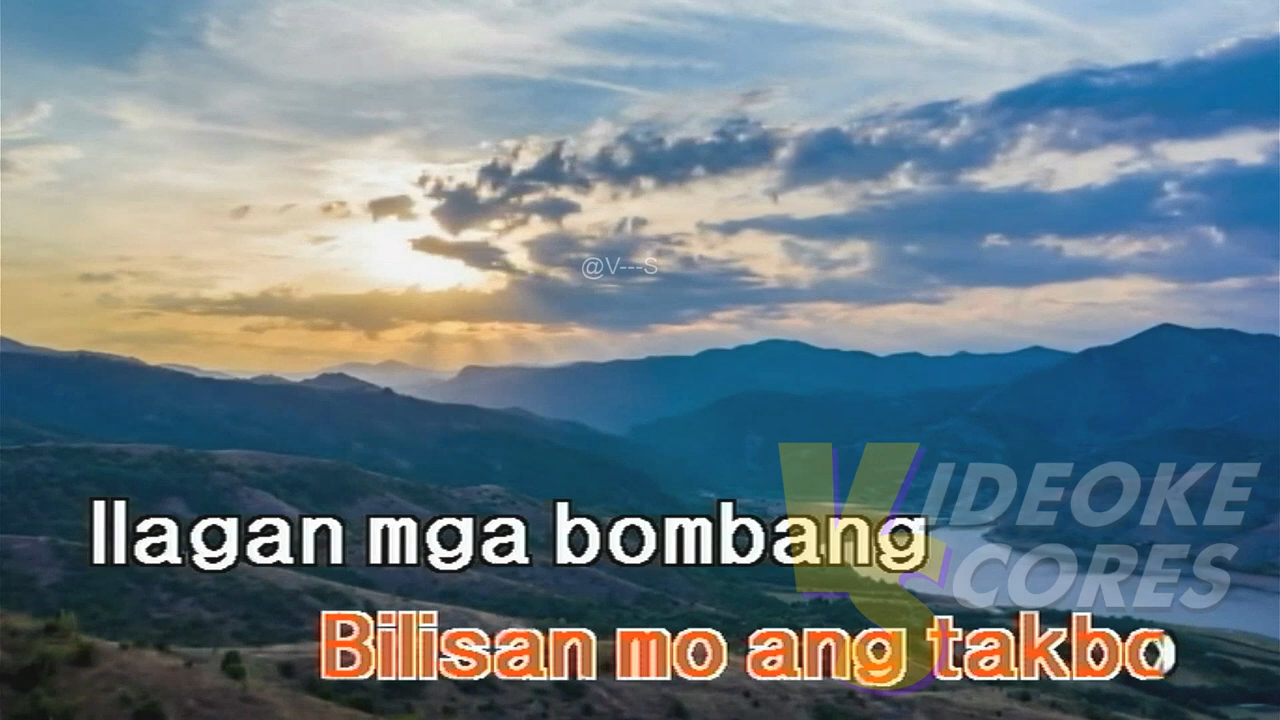 @V---S
Ilagan mga bombang
VIDEOKE
SCORES
Bilisan mo ang takbo